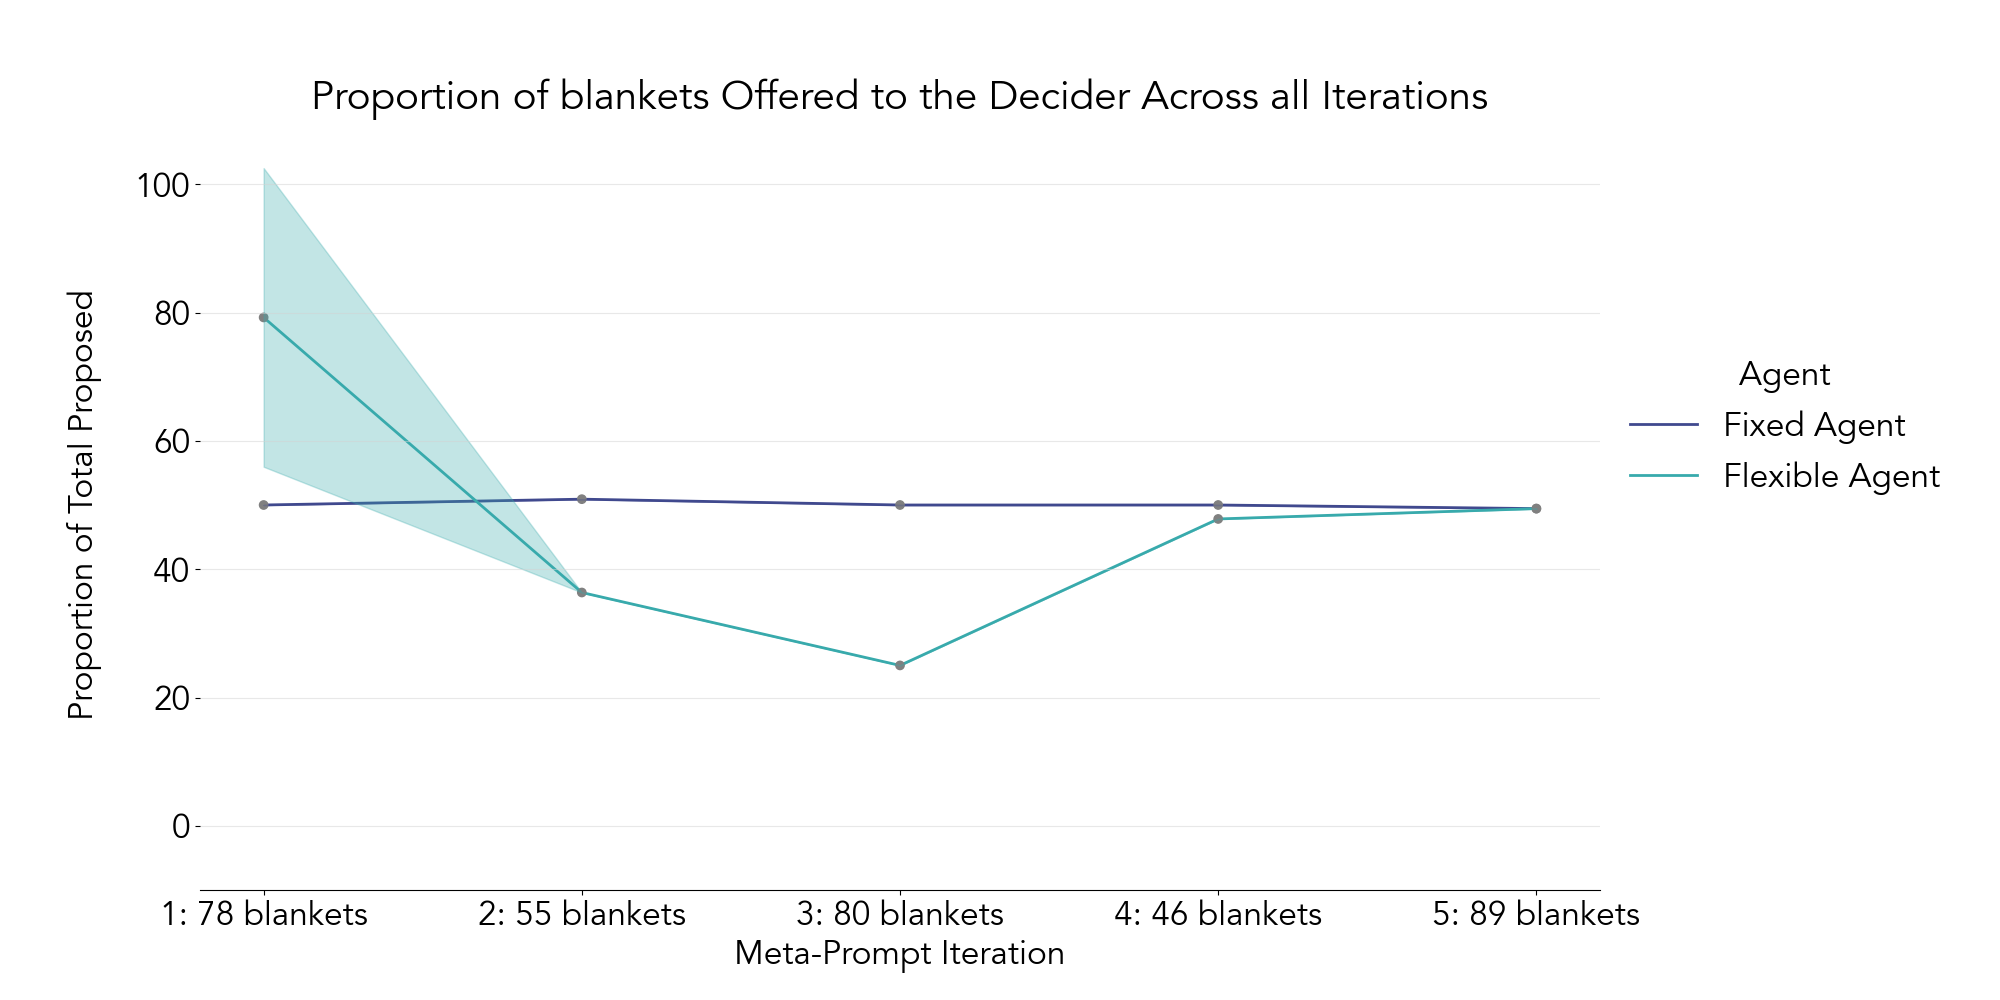 Proportion of blankets Offered to the Decider Across all Iterations
Proportion of Total Proposed
100
80
60
40
20
0
1: 78 blankets
2: 55 blankets
3: 80 blankets
4: 46 blankets
5: 89 blankets
Meta-Prompt Iteration
Agent
Fixed Agent
Flexible Agent